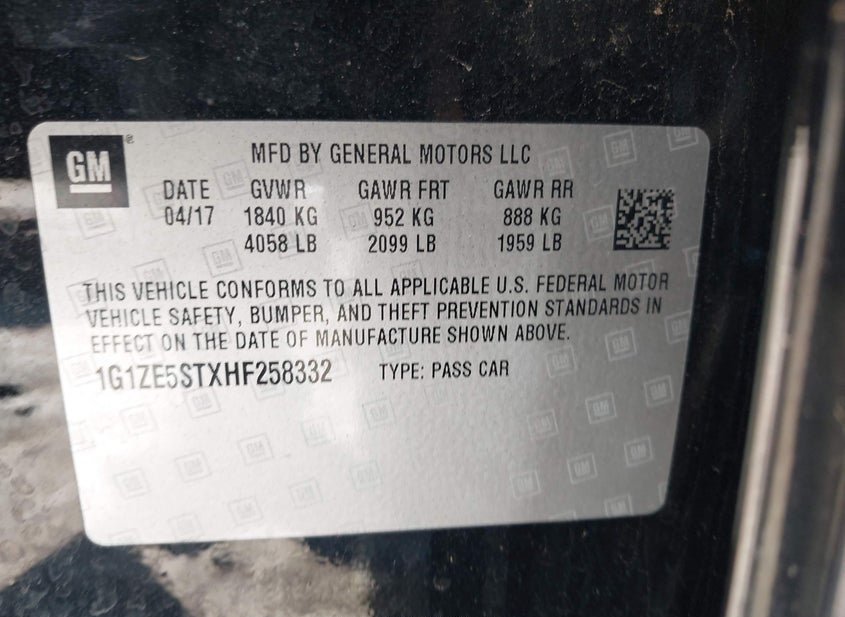 GM ®
MFD BY GENERAL MOTORS LLC
DATE GVWR GAWR FRT GAWR RR
04/17 1840 KG 952 KG 888 KG
4058 LB 2099 LB 1959 LB
THIS VEHICLE CONFORMS TO ALL APPLICABLE U.S. FEDERAL MOTOR
VEHICLE SAFETY, BUMPER, AND THEFT PREVENTION STANDARDS IN
EFFECT ON THE DATE OF MANUFACTURE SHOWN ABOVE.
1G1ZE5STXHF258332 TYPE: PASS CAR